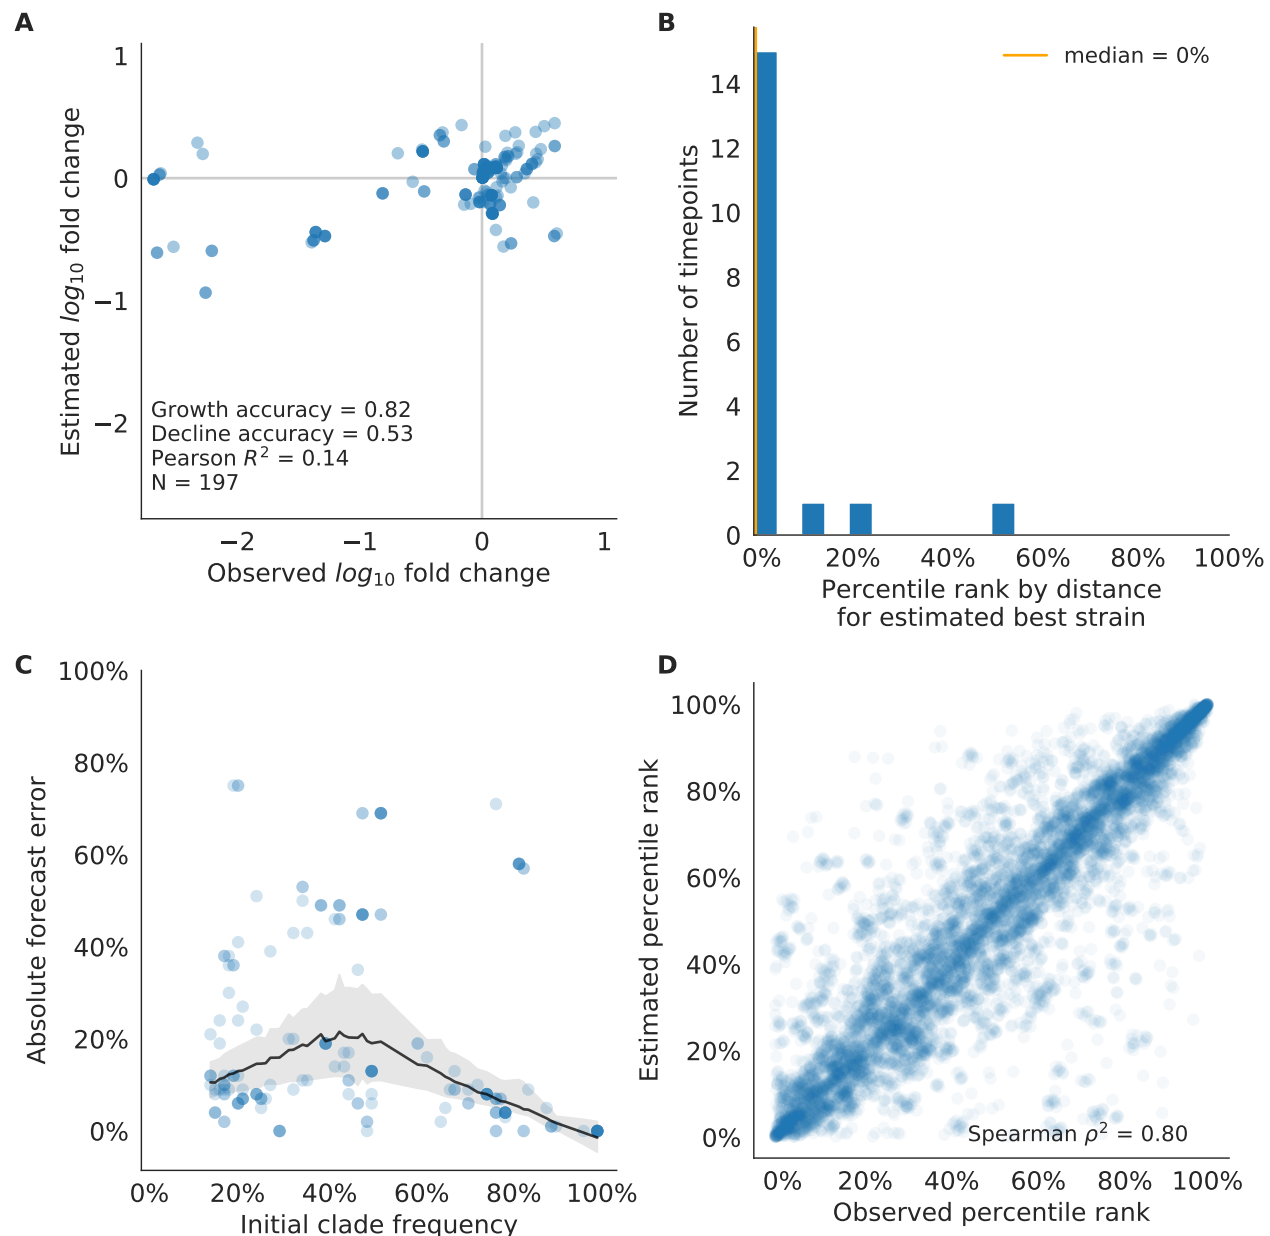 A
1
0
−1
−2
Estimated log10 fold change
Growth accuracy = 0.82
Decline accuracy = 0.53
Pearson R² = 0.14
N = 197
−2 −1 0 1
Observed log10 fold change
B
median = 0%
14
12
10
8
6
4
2
0
Number of timepoints
0% 20% 40% 60% 80% 100%
Percentile rank by distance
for estimated best strain
C
100%
80%
60%
40%
20%
0%
Absolute forecast error
0% 20% 40% 60% 80% 100%
Initial clade frequency
D
100%
80%
60%
40%
20%
0%
Estimated percentile rank
Spearman ρ² = 0.80
0% 20% 40% 60% 80% 100%
Observed percentile rank